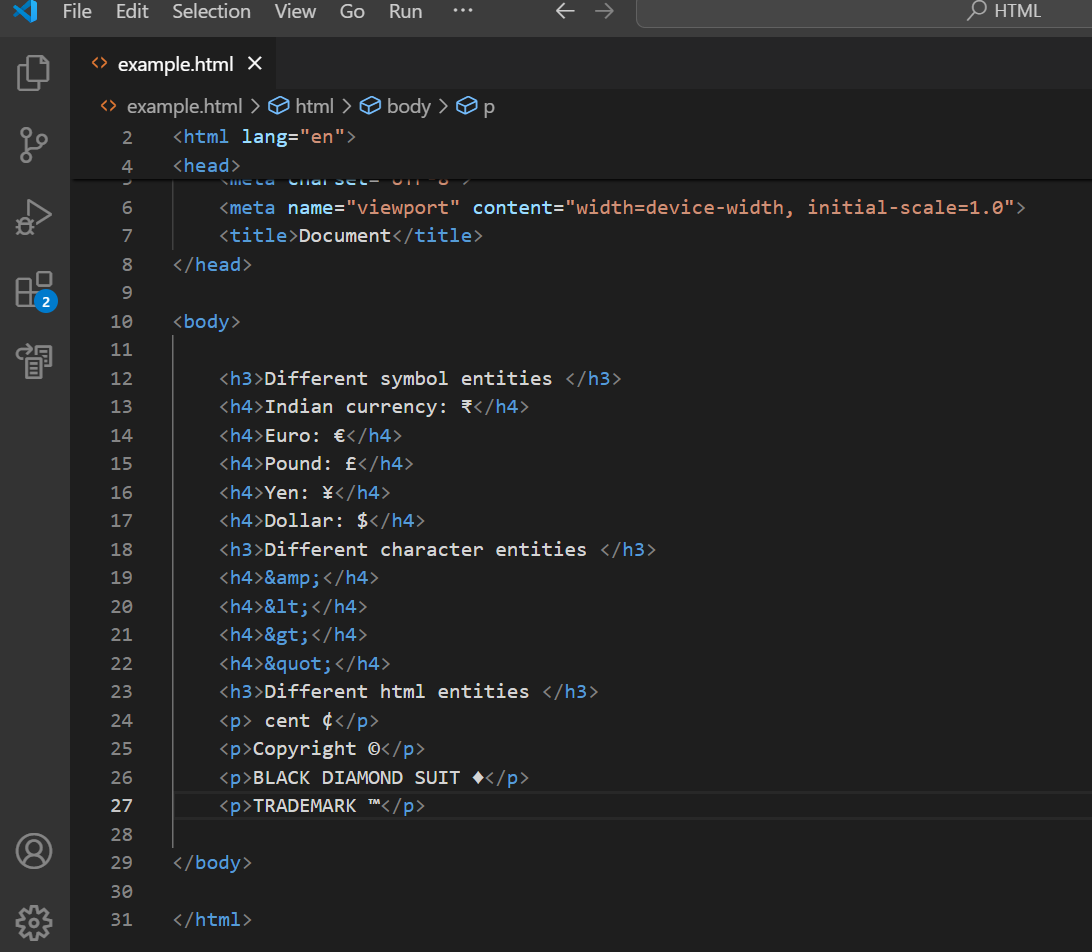 File Edit Selection View Go Run ··· ← → HTML
example.html ×
example.html > html > body > p
2 <html lang="en">
4 <head>
6 <meta name="viewport" content="width=device-width, initial-scale=1.0">
7 <title>Document</title>
8 </head>
9
10 <body>
11
12 <h3>Different symbol entities </h3>
13 <h4>Indian currency: ₹</h4>
14 <h4>Euro: €</h4>
15 <h4>Pound: £</h4>
16 <h4>Yen: ¥</h4>
17 <h4>Dollar: $</h4>
18 <h3>Different character entities </h3>
19 <h4>&amp;</h4>
20 <h4>&lt;</h4>
21 <h4>&gt;</h4>
22 <h4>&quot;</h4>
2
23 <h3>Different html entities </h3>
24 <p> cent ¢</p>
25 <p>Copyright ©</p>
26 <p>BLACK DIAMOND SUIT ♦</p>
27 <p>TRADEMARK ™</p>
28
29 </body>
30
31 </html>